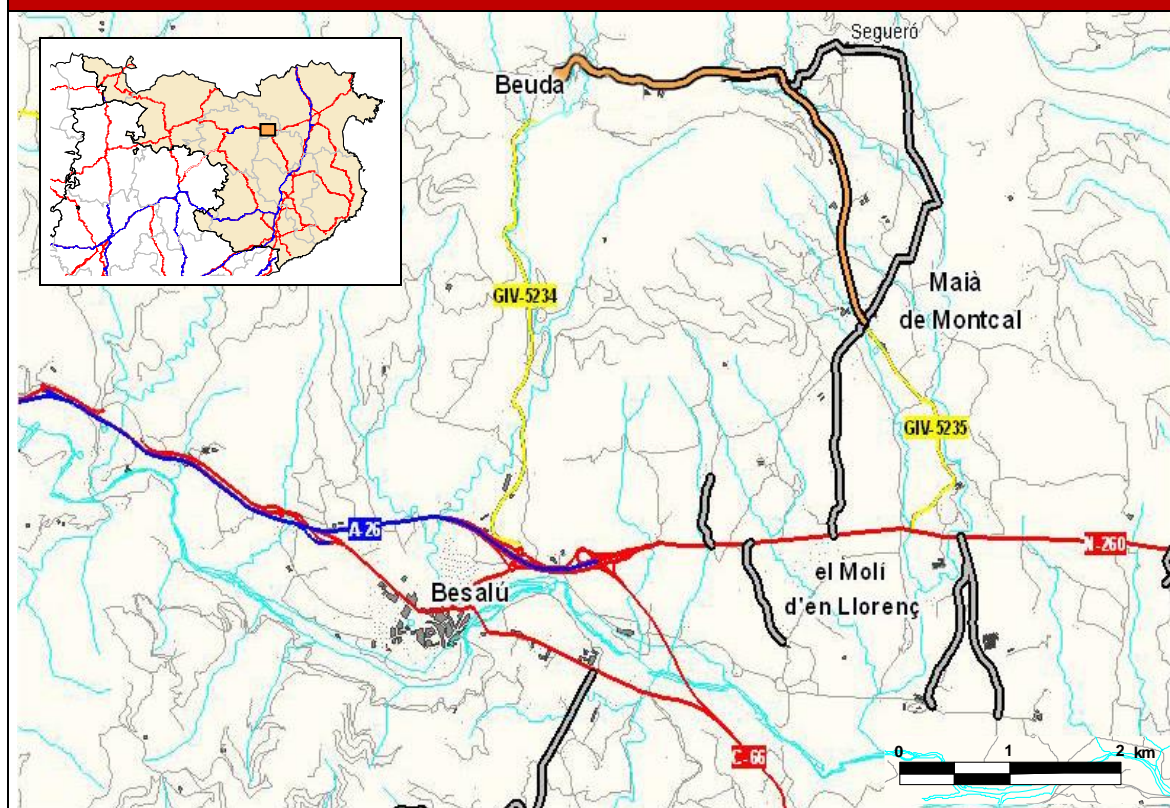 Segueró
Beuda
GIV-5234
Maià
de Montcal
GIV-5235
A-26
N-260
Besalú
el Molí
d'en Llorenç
C-66
0 1 2 km